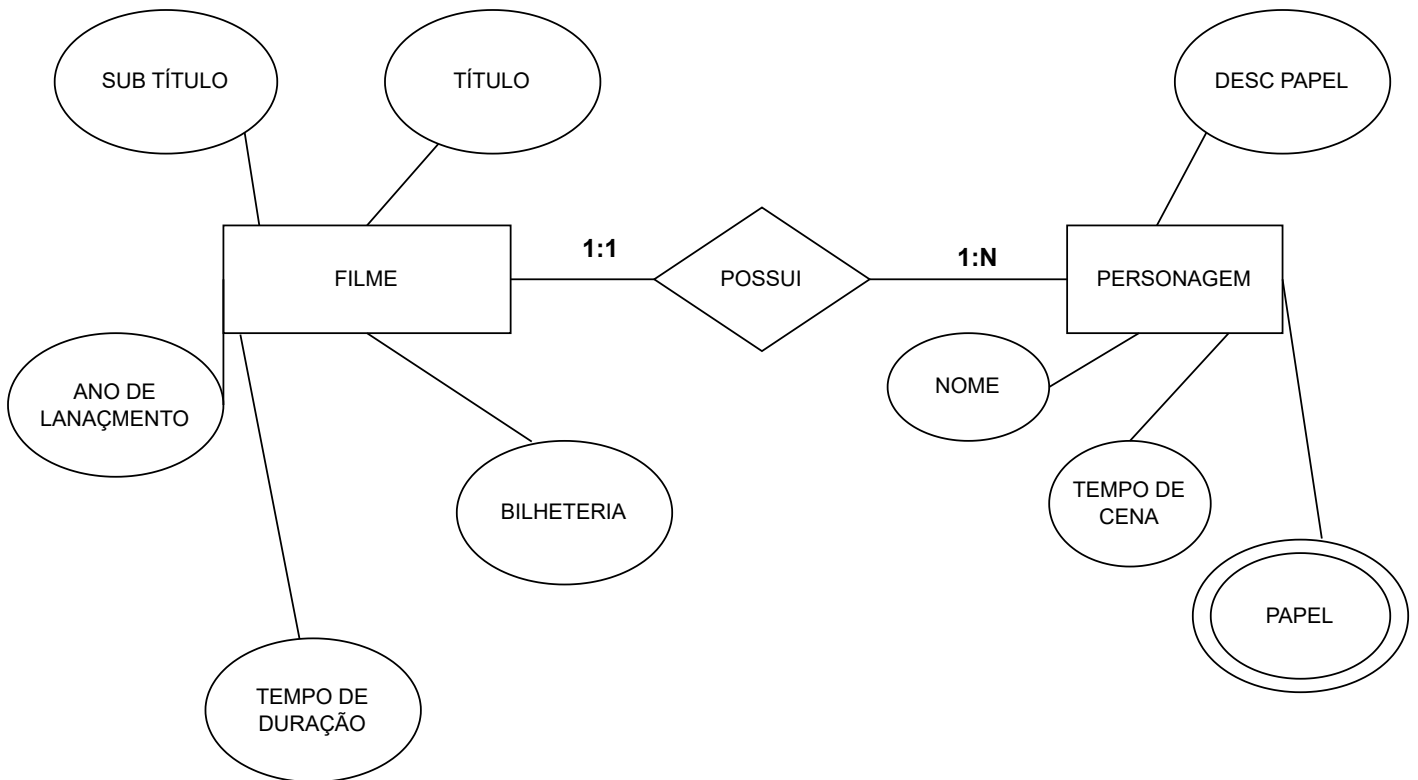 SUB TÍTULO
TÍTULO
DESC PAPEL
FILME
1:1
POSSUI
1:N
PERSONAGEM
ANO DE
LANAÇMENTO
NOME
TEMPO DE
CENA
BILHETERIA
PAPEL
TEMPO DE
DURAÇÃO